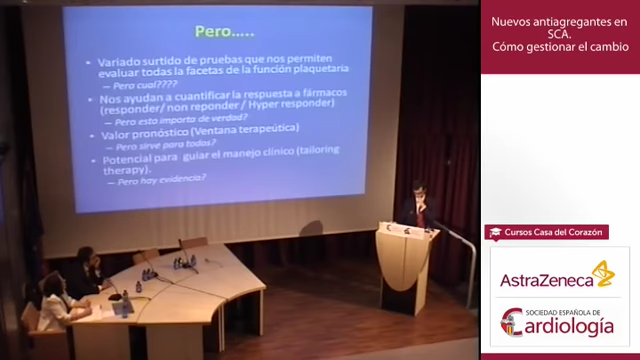 Pero.....
• Variado surtido de pruebas que nos permiten
evaluar todas la facetas de la función plaquetaria
– Pero cual????
• Nos ayudan a cuantificar la respuesta a fármacos
(responder/ non reponder / Hyper responder)
– Pero esto importa de verdad?
• Valor pronóstico (Ventana terapeútica)
– Pero sirve para todos?
• Potencial para guiar el manejo clínico (tailoring
therapy).
– Pero hay evidencia?
Nuevos antiagregantes en
SCA.
Cómo gestionar el cambio
Cursos Casa del Corazón
AstraZeneca
SOCIEDAD ESPAÑOLA DE
Cardiología